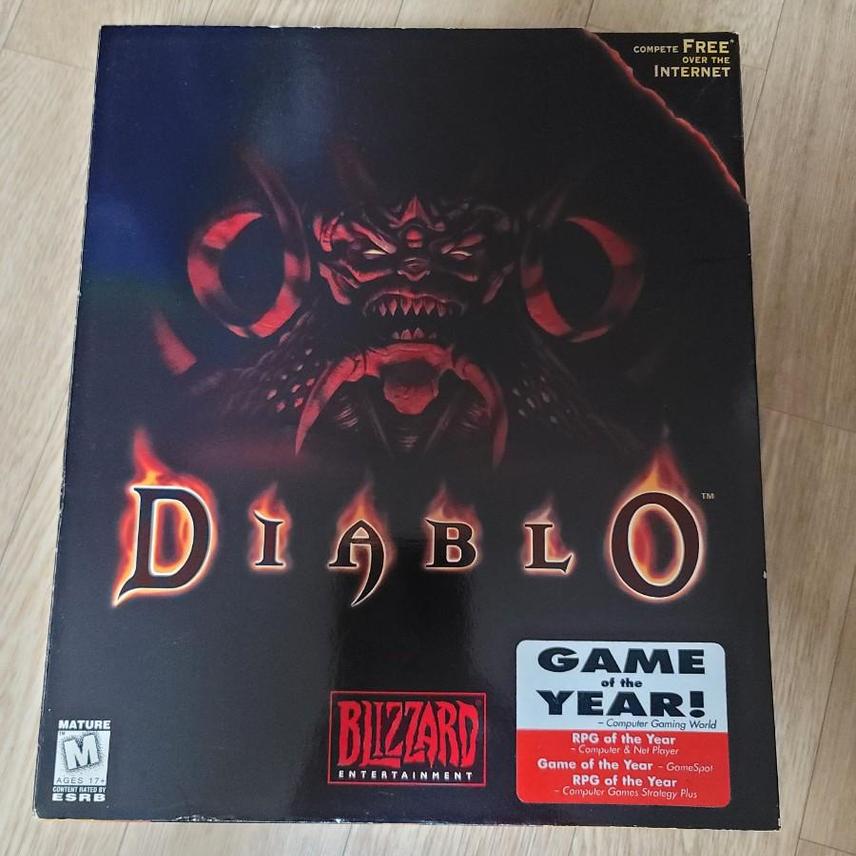 COMPETE FREE*
OVER THE
INTERNET
DIABLO™
GAME
of the
YEAR!
– Computer Gaming World
RPG of the Year
– Computer & Net Player
Game of the Year – GameSpot
RPG of the Year
– Computer Games Strategy Plus
BLIZZARD®
ENTERTAINMENT
MATURE
TM
M
AGES 17+
CONTENT RATED BY
ESRB